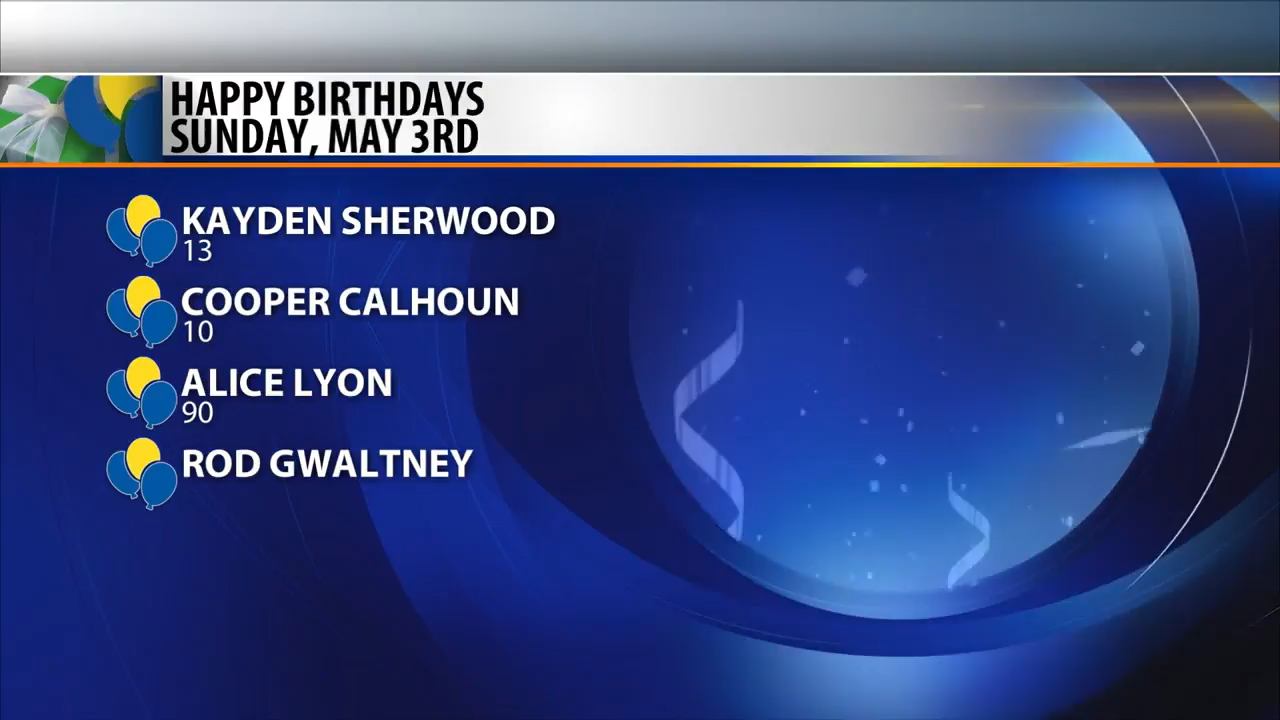 HAPPY BIRTHDAYS
SUNDAY, MAY 3RD
KAYDEN SHERWOOD
13
COOPER CALHOUN
10
ALICE LYON
90
ROD GWALTNEY